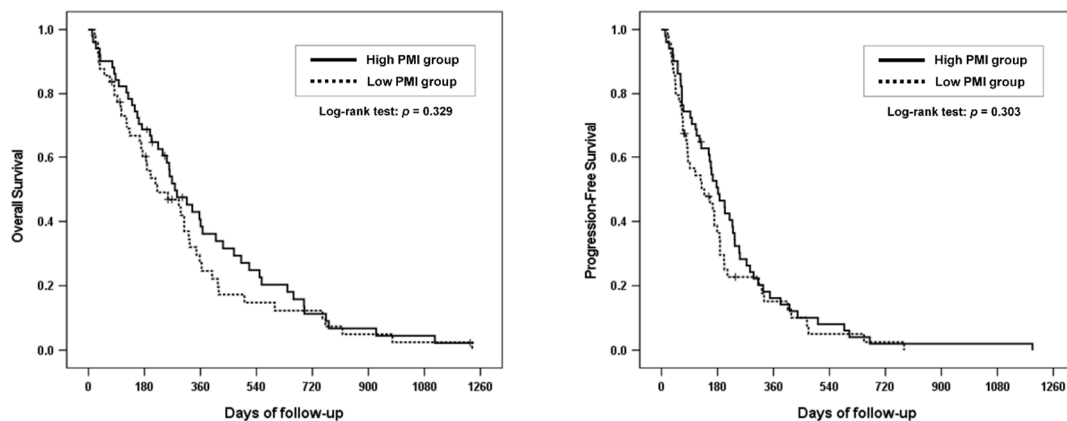 High PMI group
Low PMI group
Log-rank test: p = 0.329
Overall Survival
1.0
0.8
0.6
0.4
0.2
0.0
0 180 360 540 720 900 1080 1260
Days of follow-up
High PMI group
Low PMI group
Log-rank test: p = 0.303
Progression-Free Survival
1.0
0.8
0.6
0.4
0.2
0.0
0 180 360 540 720 900 1080 1260
Days of follow-up